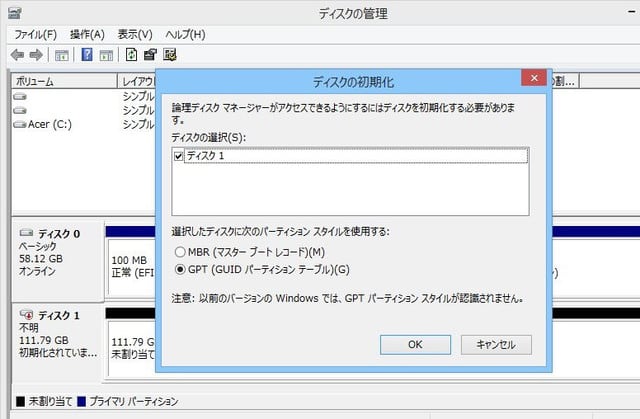 ディスクの管理
ファイル(F) 操作(A) 表示(V) ヘルプ(H)
ボリューム レイアウ の割...
シンプル
シンプル
Acer (C:) シンプル
ディスクの初期化
論理ディスク マネージャーがアクセスできるようにするにはディスクを初期化する必要がありま
す。
ディスクの選択(S):
ディスク 1
選択したディスクに次のパーティション スタイルを使用する:
MBR (マスター ブート レコード)(M)
GPT (GUID パーティション テーブル)(G)
注意: 以前のバージョンの Windows では、GPT パーティション スタイルが認識されません。
OK キャンセル
ディスク 0
ベーシック
58.12 GB
オンライン
100 MB
正常 (EFI
ディスク 1
不明
111.79 GB
初期化されていま...
111.79 GB
未割り当て
未割り当て プライマリ パーティション